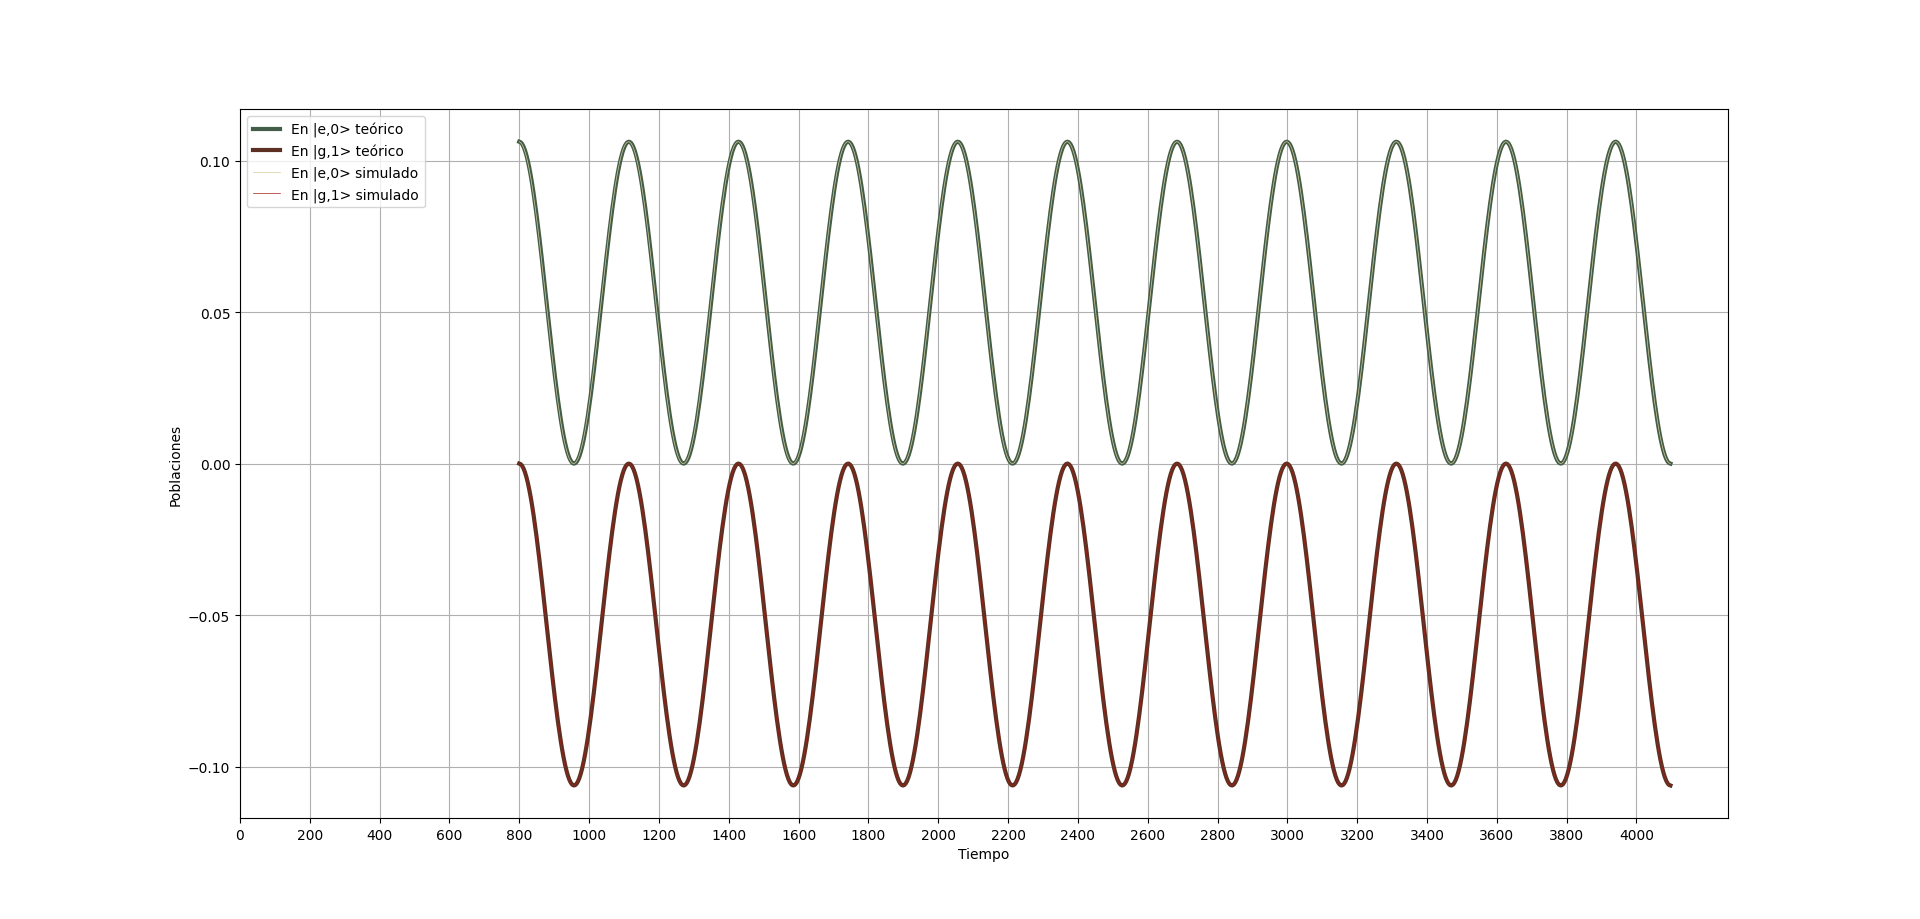 En |e,0> teórico
En |g,1> teórico
En |e,0> simulado
En |g,1> simulado
0.10
0.05
0.00
−0.05
−0.10
Poblaciones
0 200 400 600 800 1000 1200 1400 1600 1800 2000 2200 2400 2600 2800 3000 3200 3400 3600 3800 4000
Tiempo